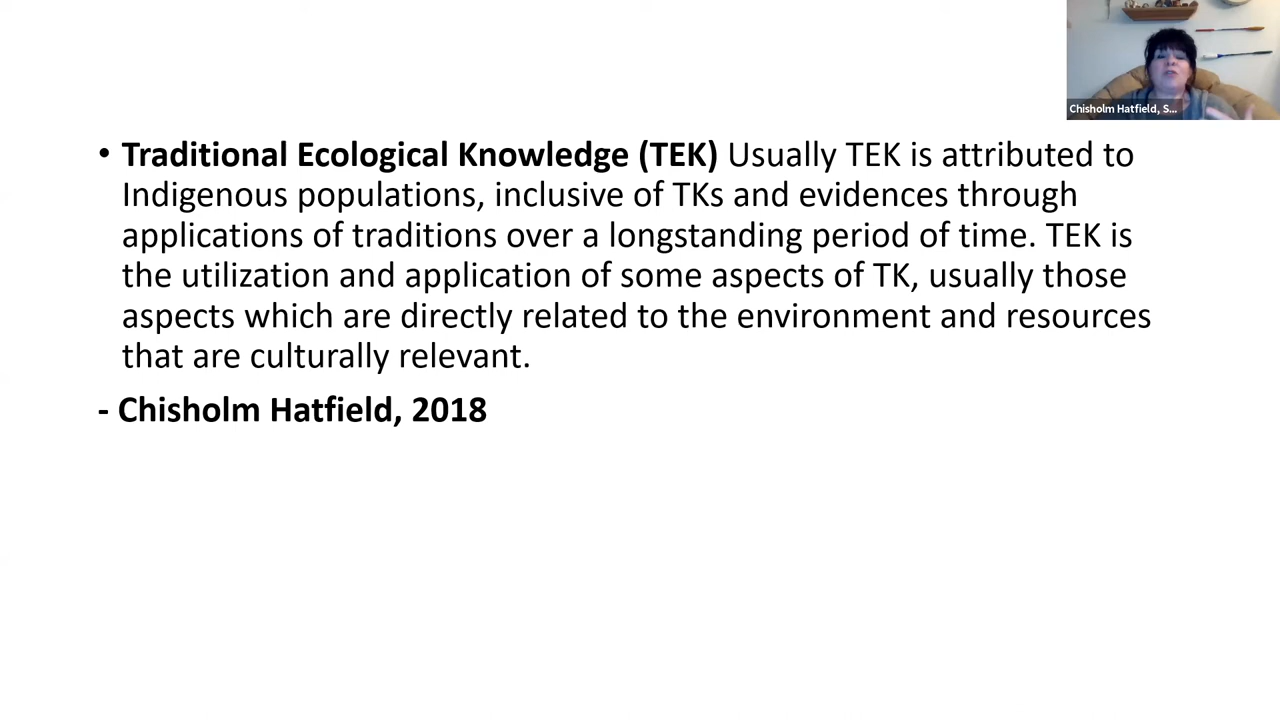 Chisholm Hatfield, S...
• Traditional Ecological Knowledge (TEK) Usually TEK is attributed to
Indigenous populations, inclusive of TKs and evidences through
applications of traditions over a longstanding period of time. TEK is
the utilization and application of some aspects of TK, usually those
aspects which are directly related to the environment and resources
that are culturally relevant.
- Chisholm Hatfield, 2018